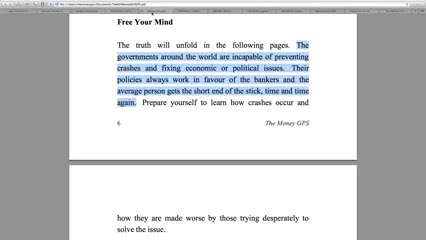 Free Your Mind
The truth will unfold in the following pages. The
governments around the world are incapable of preventing
crashes and fixing economic or political issues. Their
policies always work in favour of the bankers and the
average person gets the short end of the stick, time and time
again. Prepare yourself to learn how crashes occur and
6 The Money GPS
how they are made worse by those trying desperately to
solve the issue.